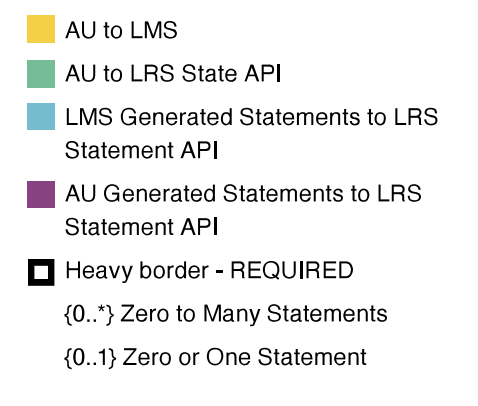 AU to LMS
AU to LRS State API
LMS Generated Statements to LRS
Statement API
AU Generated Statements to LRS
Statement API
Heavy border - REQUIRED
{0..*} Zero to Many Statements
{0..1} Zero or One Statement